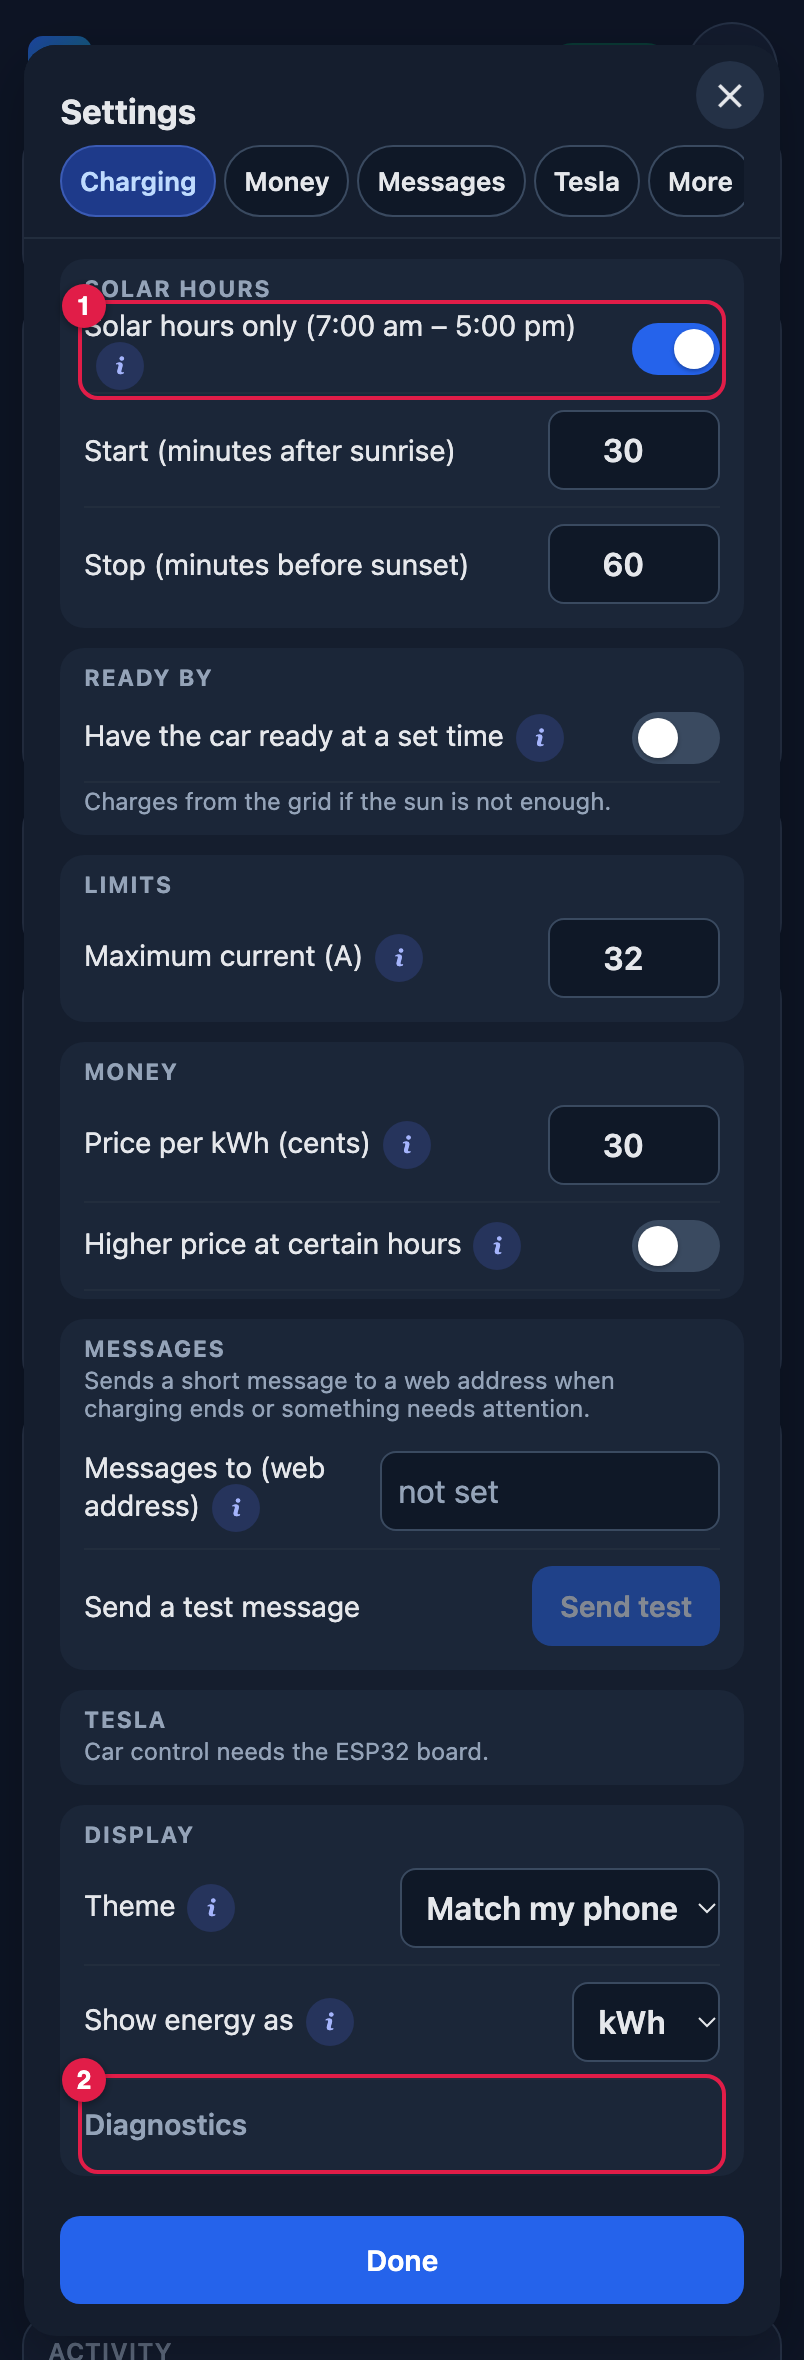 Settings
Charging
Money
Messages
Tesla
More
SOLAR HOURS
1
Solar hours only (7:00 am – 5:00 pm)
i
Start (minutes after sunrise)
30
Stop (minutes before sunset)
60
READY BY
Have the car ready at a set time
i
Charges from the grid if the sun is not enough.
LIMITS
Maximum current (A)
i
32
MONEY
Price per kWh (cents)
i
30
Higher price at certain hours
i
MESSAGES
Sends a short message to a web address when
charging ends or something needs attention.
Messages to (web
address)
i
not set
Send a test message
Send test
TESLA
Car control needs the ESP32 board.
DISPLAY
Theme
i
Match my phone
Show energy as
i
kWh
2
Diagnostics
Done
ACTIVITY